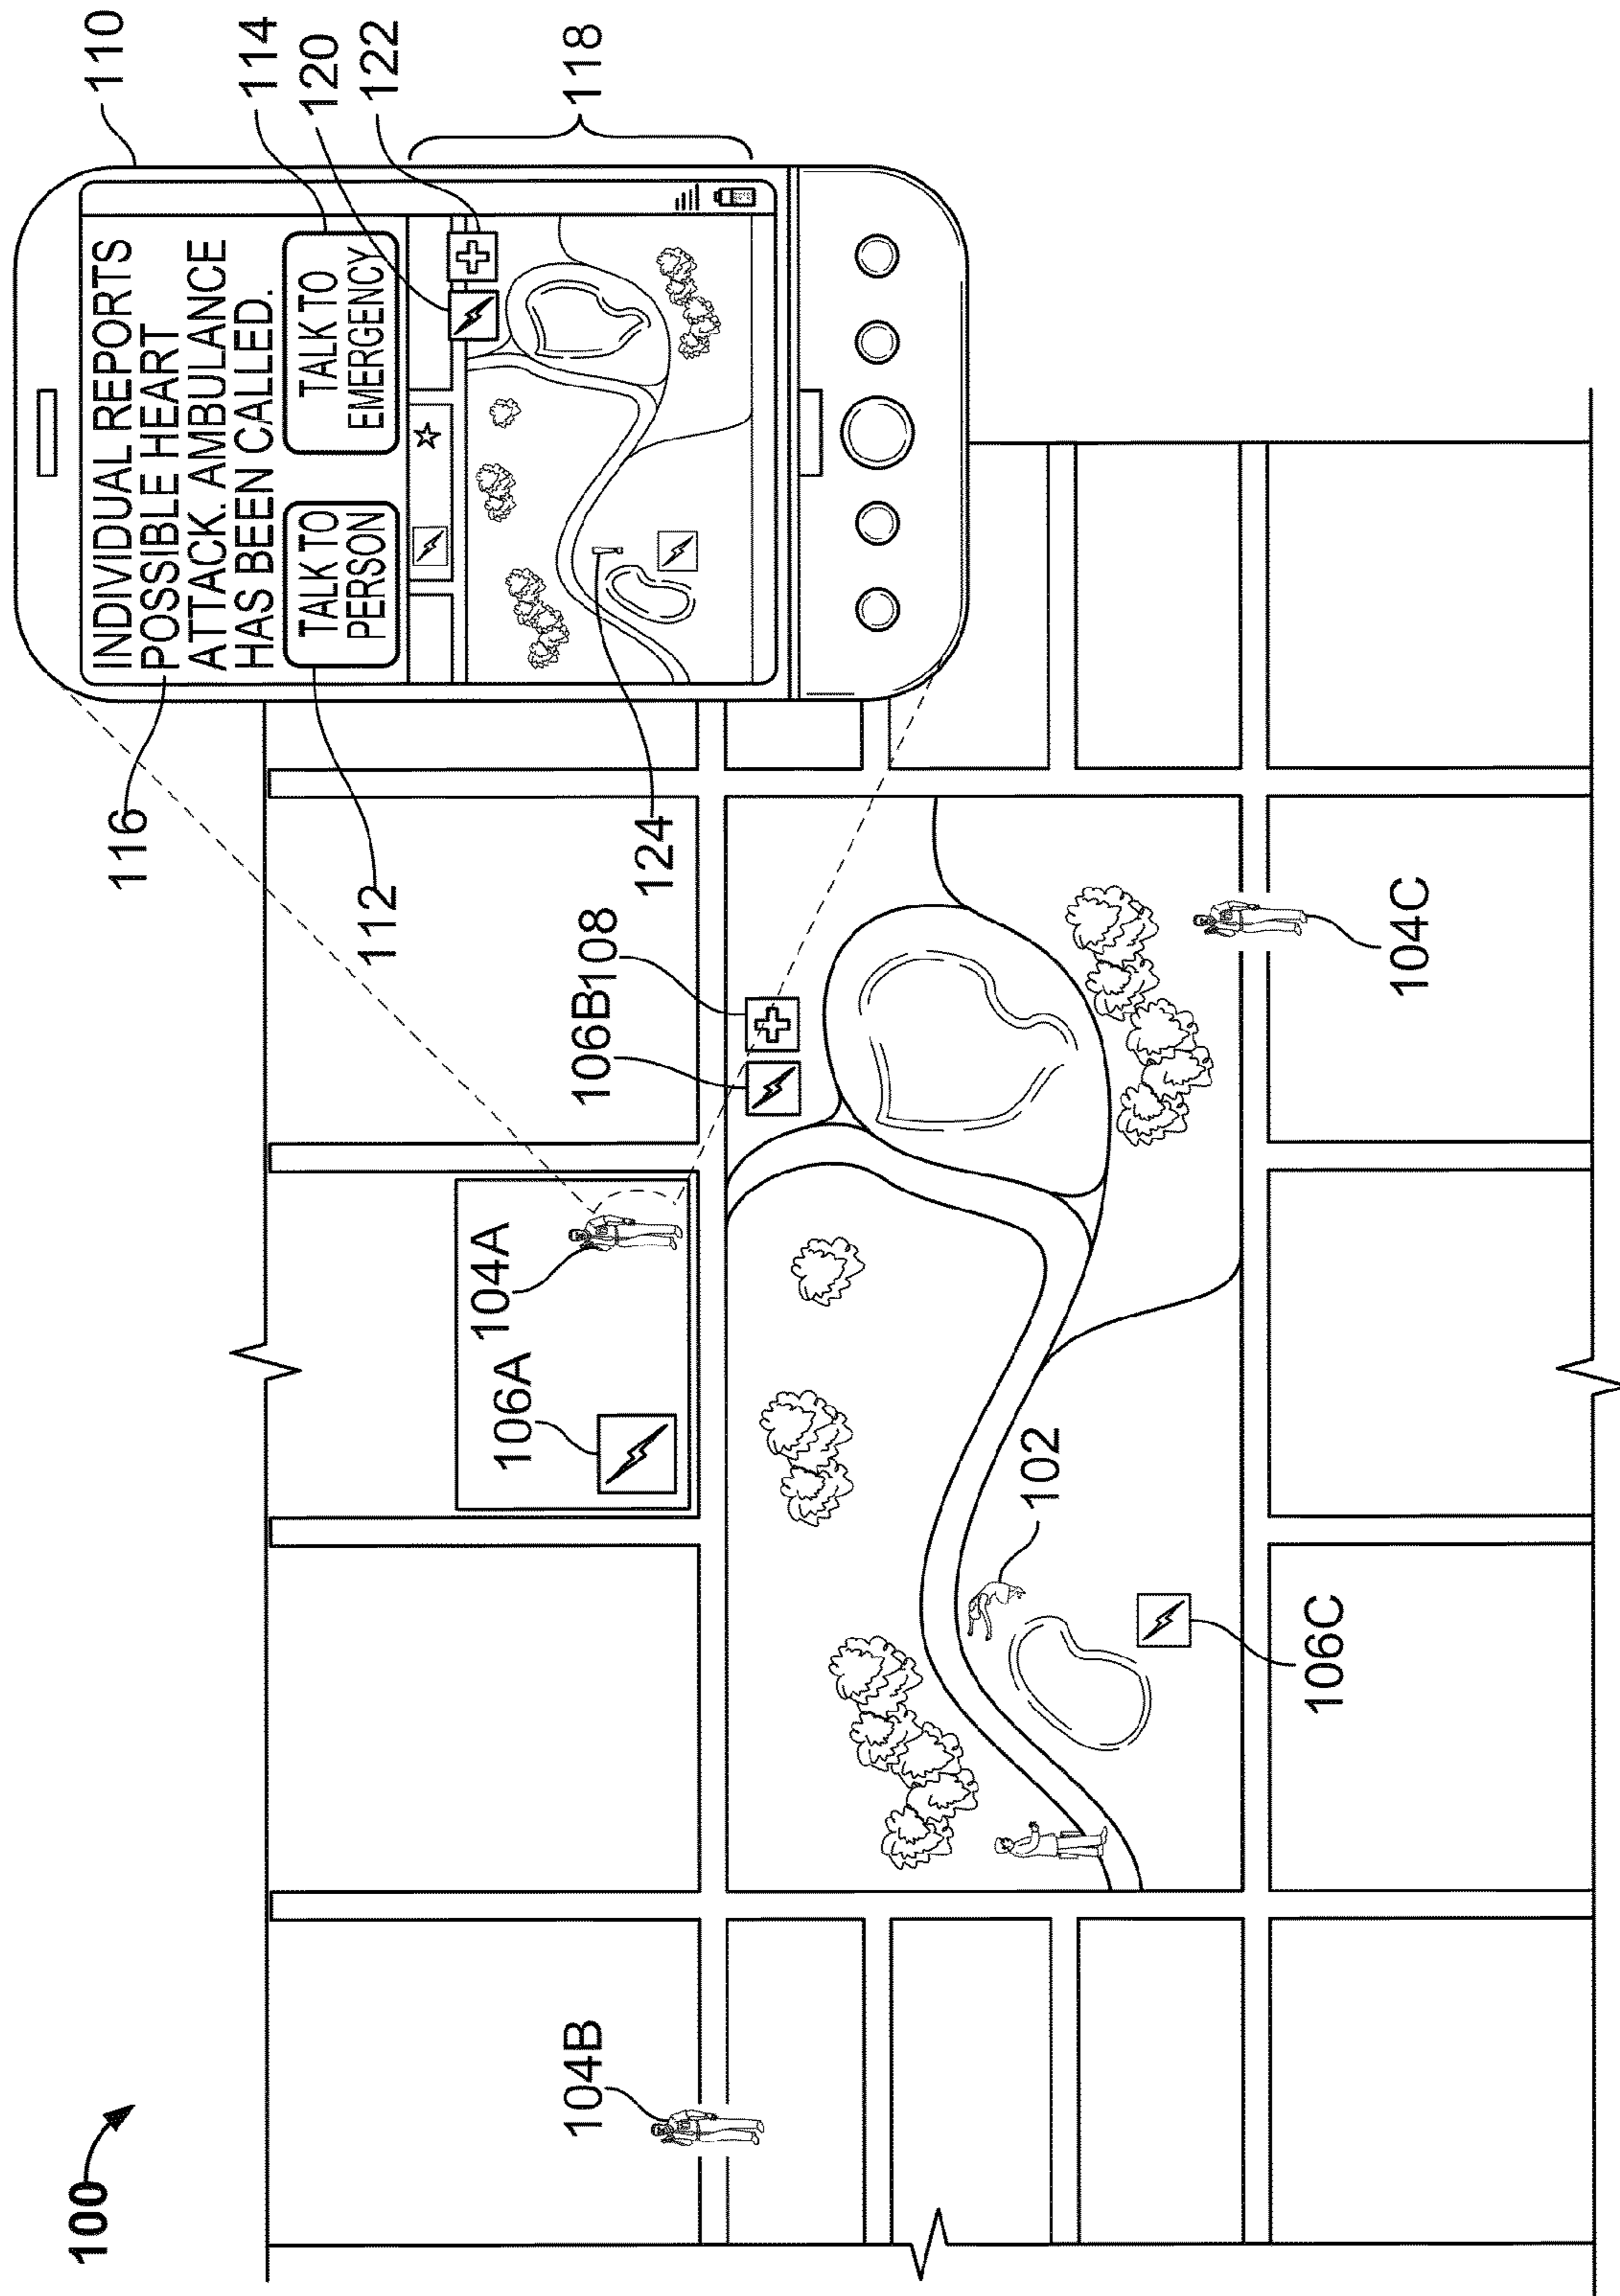 100
110
INDIVIDUAL REPORTS
POSSIBLE HEART
ATTACK. AMBULANCE
HAS BEEN CALLED.
TALK TO
PERSON
TALK TO
EMERGENCY
114
120
122
118
116
112
124
106A
104A
106B
108
104B
102
106C
104C